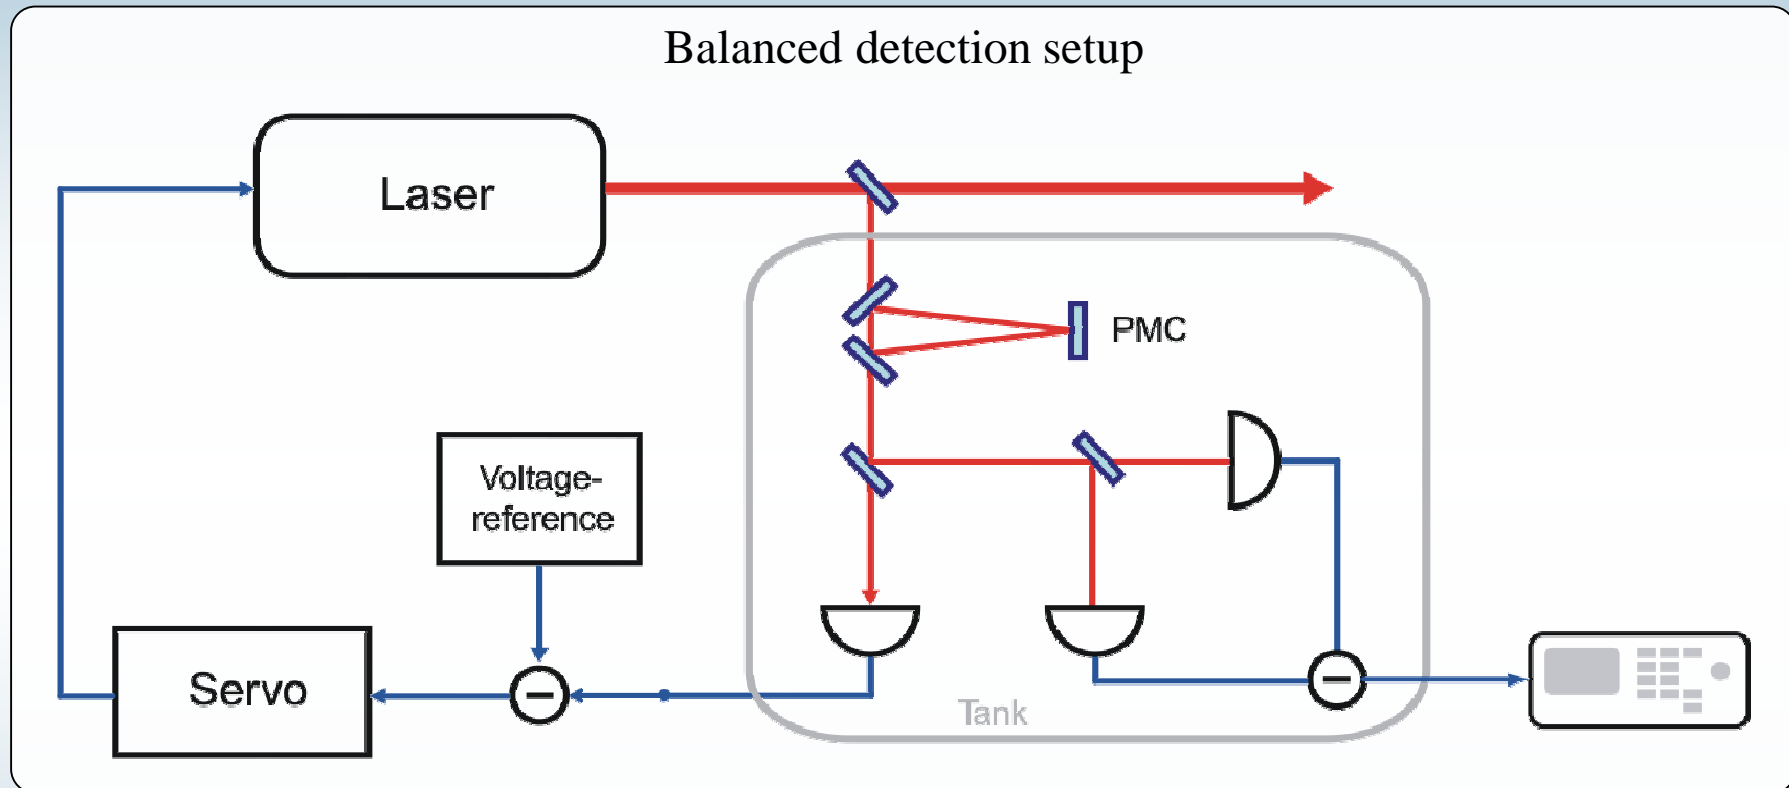 Balanced detection setup
Laser
PMC
Voltage-
reference
Servo
Tank